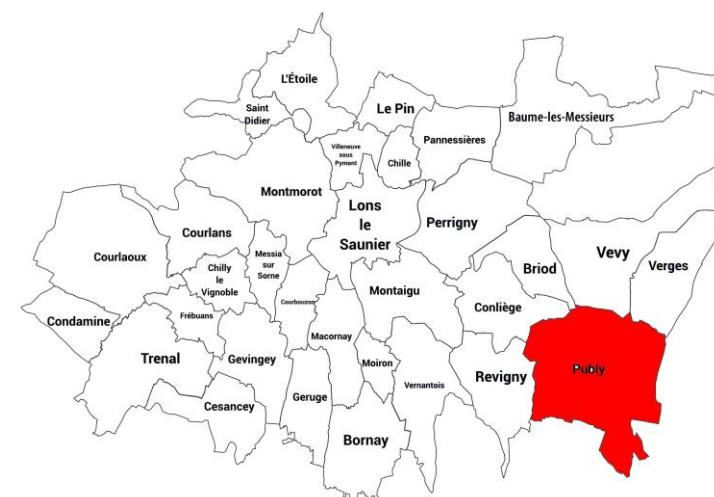 L'Étoile
Saint
Didier
Le Pin
Baume-les-Messieurs
Pannessières
Villeneuve
sous
Pymont
Chille
Montmorot
Lons
le
Saunier
Perrigny
Courlans
Courlaoux
Messia
sur
Sorne
Chilly
le
Vignoble
Briod
Vevy
Verges
Montaigu
Conliège
Courbouzon
Condamine
Frébuans
Macornay
Trenal
Gevingey
Moiron
Revigny
Publy
Vernantois
Geruge
Cesancey
Bornay